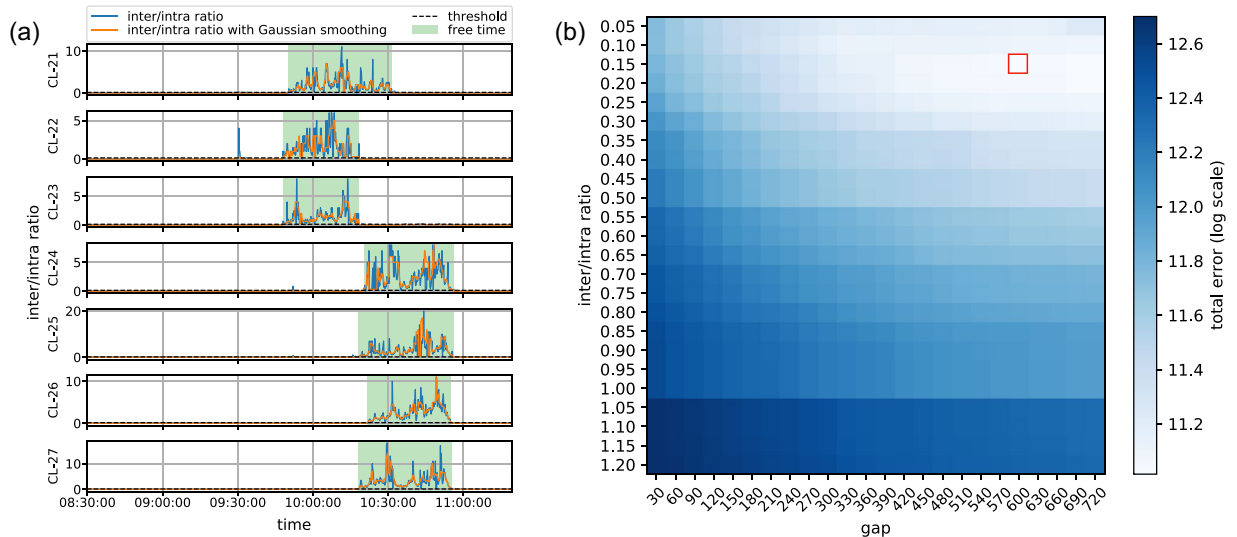 (a)
inter/intra ratio
inter/intra ratio with Gaussian smoothing
threshold
free time
inter/intra ratio
CL-21
10
0
CL-22
5
0
CL-23
5
0
CL-24
5
0
CL-25
20
0
CL-26
10
0
CL-27
10
0
08:30:00 09:00:00 09:30:00 10:00:00 10:30:00 11:00:00
time
(b)
inter/intra ratio
0.05
0.10
0.15
0.20
0.25
0.30
0.35
0.40
0.45
0.50
0.55
0.60
0.65
0.70
0.75
0.80
0.85
0.90
0.95
1.00
1.05
1.10
1.15
1.20
30 60 90 120 150 180 210 240 270 300 330 360 390 420 450 480 510 540 570 600 630 660 690 720
gap
12.6
12.4
12.2
12.0
11.8
11.6
11.4
11.2
total error (log scale)